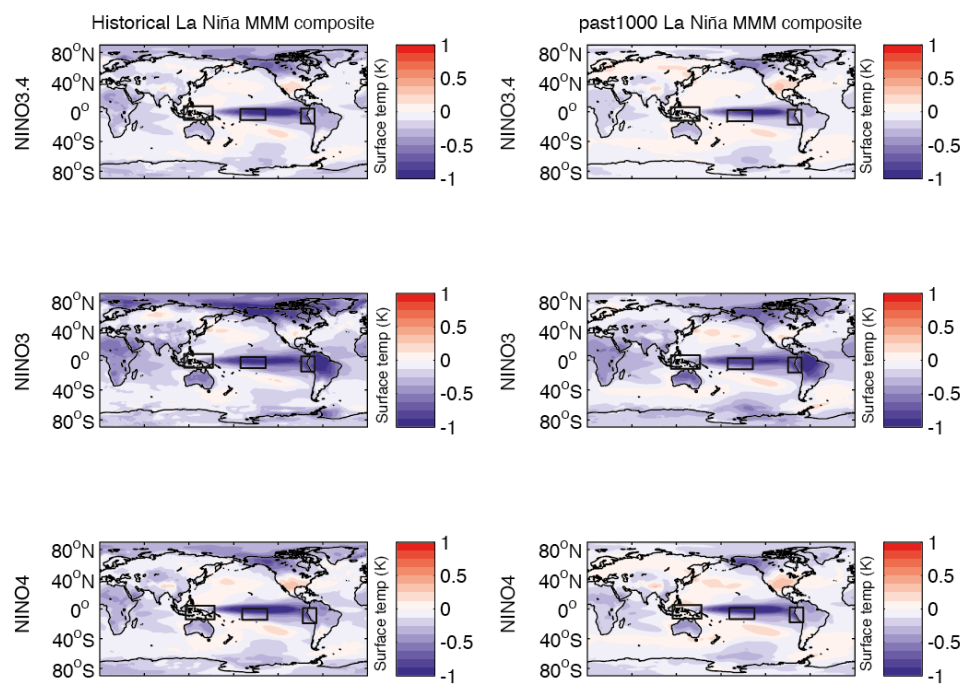 Historical La Niña MMM composite
past1000 La Niña MMM composite
NINO3.4
80°N
40°N
0°
40°S
80°S
1
0.5
0
-0.5
-1
Surface temp (K)
NINO3.4
80°N
40°N
0°
40°S
80°S
1
0.5
0
-0.5
-1
Surface temp (K)
NINO3
80°N
40°N
0°
40°S
80°S
1
0.5
0
-0.5
-1
Surface temp (K)
NINO3
80°N
40°N
0°
40°S
80°S
1
0.5
0
-0.5
-1
Surface temp (K)
NINO4
80°N
40°N
0°
40°S
80°S
1
0.5
0
-0.5
-1
Surface temp (K)
NINO4
80°N
40°N
0°
40°S
80°S
1
0.5
0
-0.5
-1
Surface temp (K)